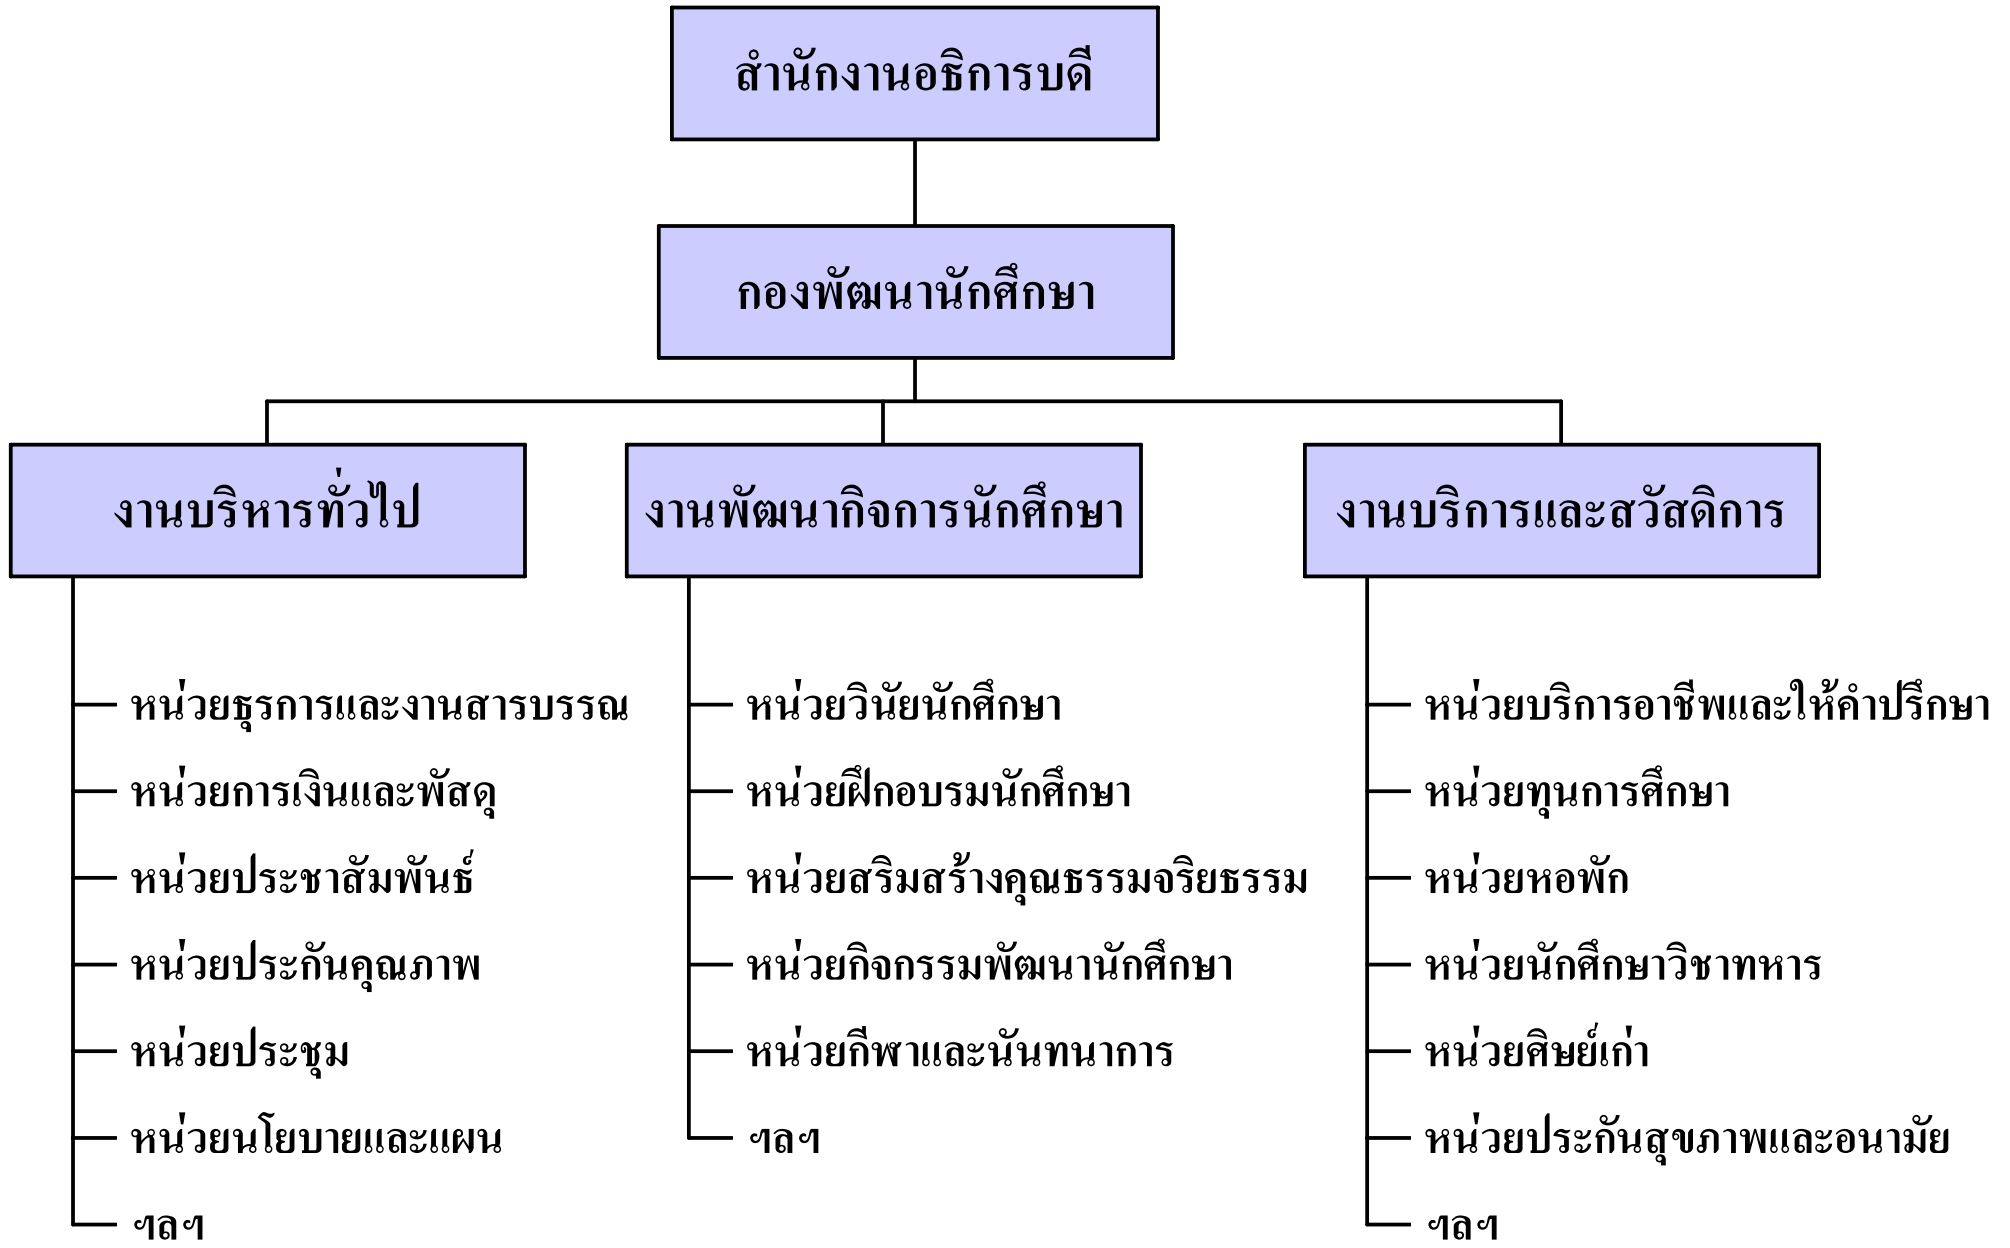 สำนักงานอธิการบดี
กองพัฒนานักศึกษา
งานบริหารทั่วไป
หน่วยธุรการและงานสารบรรณ
หน่วยการเงินและพัสดุ
หน่วยประชาสัมพันธ์
หน่วยประกันคุณภาพ
หน่วยประชุม
หน่วยนโยบายและแผน
ฯลฯ
งานพัฒนากิจการนักศึกษา
หน่วยวินัยนักศึกษา
หน่วยฝึกอบรมนักศึกษา
หน่วยสริมสร้างคุณธรรมจริยธรรม
หน่วยกิจกรรมพัฒนานักศึกษา
หน่วยกีฬาและนันทนาการ
ฯลฯ
งานบริการและสวัสดิการ
หน่วยบริการอาชีพและให้คำปรึกษา
หน่วยทุนการศึกษา
หน่วยหอพัก
หน่วยนักศึกษาวิชาทหาร
หน่วยศิษย์เก่า
หน่วยประกันสุขภาพและอนามัย
ฯลฯ